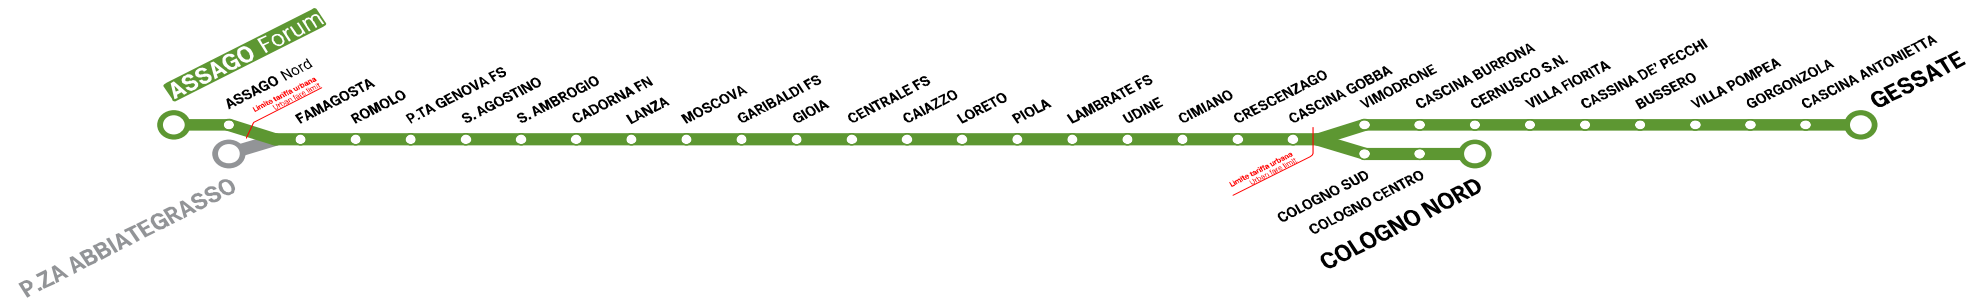 ASSAGO Forum
ASSAGO Nord
Limite tariffa urbana
Urban fare limit
P.ZA ABBIATEGRASSO
FAMAGOSTA
ROMOLO
P.TA GENOVA FS
S. AGOSTINO
S. AMBROGIO
CADORNA FN
LANZA
MOSCOVA
GARIBALDI FS
GIOIA
CENTRALE FS
CAIAZZO
LORETO
PIOLA
LAMBRATE FS
UDINE
CIMIANO
CRESCENZAGO
CASCINA GOBBA
Limite tariffa urbana
Urban fare limit
VIMODRONE
CASCINA BURRONA
CERNUSCO S.N.
VILLA FIORITA
CASSINA DE' PECCHI
BUSSERO
VILLA POMPEA
GORGONZOLA
CASCINA ANTONIETTA
GESSATE
COLOGNO SUD
COLOGNO CENTRO
COLOGNO NORD